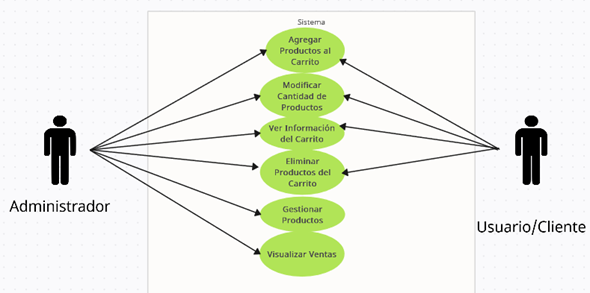 Sistema
Agregar
Productos al
Carrito
Modificar
Cantidad de
Productos
Ver Información
del Carrito
Eliminar
Productos del
Carrito
Gestionar
Productos
Visualizar Ventas
Administrador
Usuario/Cliente